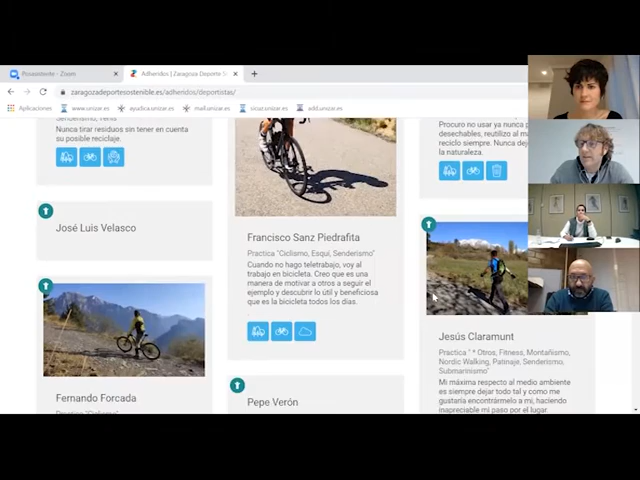 Adheridos | Zaragoza Deporte S
zaragozadeportesostenible.es/adheridos/deportistas/
Aplicaciones
www.unizar.es
ayudica.unizar.es
mail.unizar.es
sicuz.unizar.es
add.unizar.es
Nunca tirar residuos sin tener en cuenta
su posible reciclaje.
José Luis Velasco
Fernando Forcada
Practica "Ciclismo"
Francisco Sanz Piedrafita
Practica "Ciclismo, Esquí, Senderismo"
Cuando no hago teletrabajo, voy al
trabajo en bicicleta. Creo que es una
manera de motivar a otros a seguir el
ejemplo y descubrir lo útil y beneficiosa
que es la bicicleta todos los días.
Pepe Verón
Procuro no usar ya nunca
desechables, reutilizo al
reciclo siempre. Nunca
la naturaleza.
Jesús Claramunt
Practica " * Otros, Fitness, Montañismo,
Nordic Walking, Patinaje, Senderismo,
Submarinismo"
Mi máxima respeto al medio ambiente
es siempre dejar todo tal y como me
gustaría encontrármelo a mi, haciendo
inapreciable mi paso por el lugar.